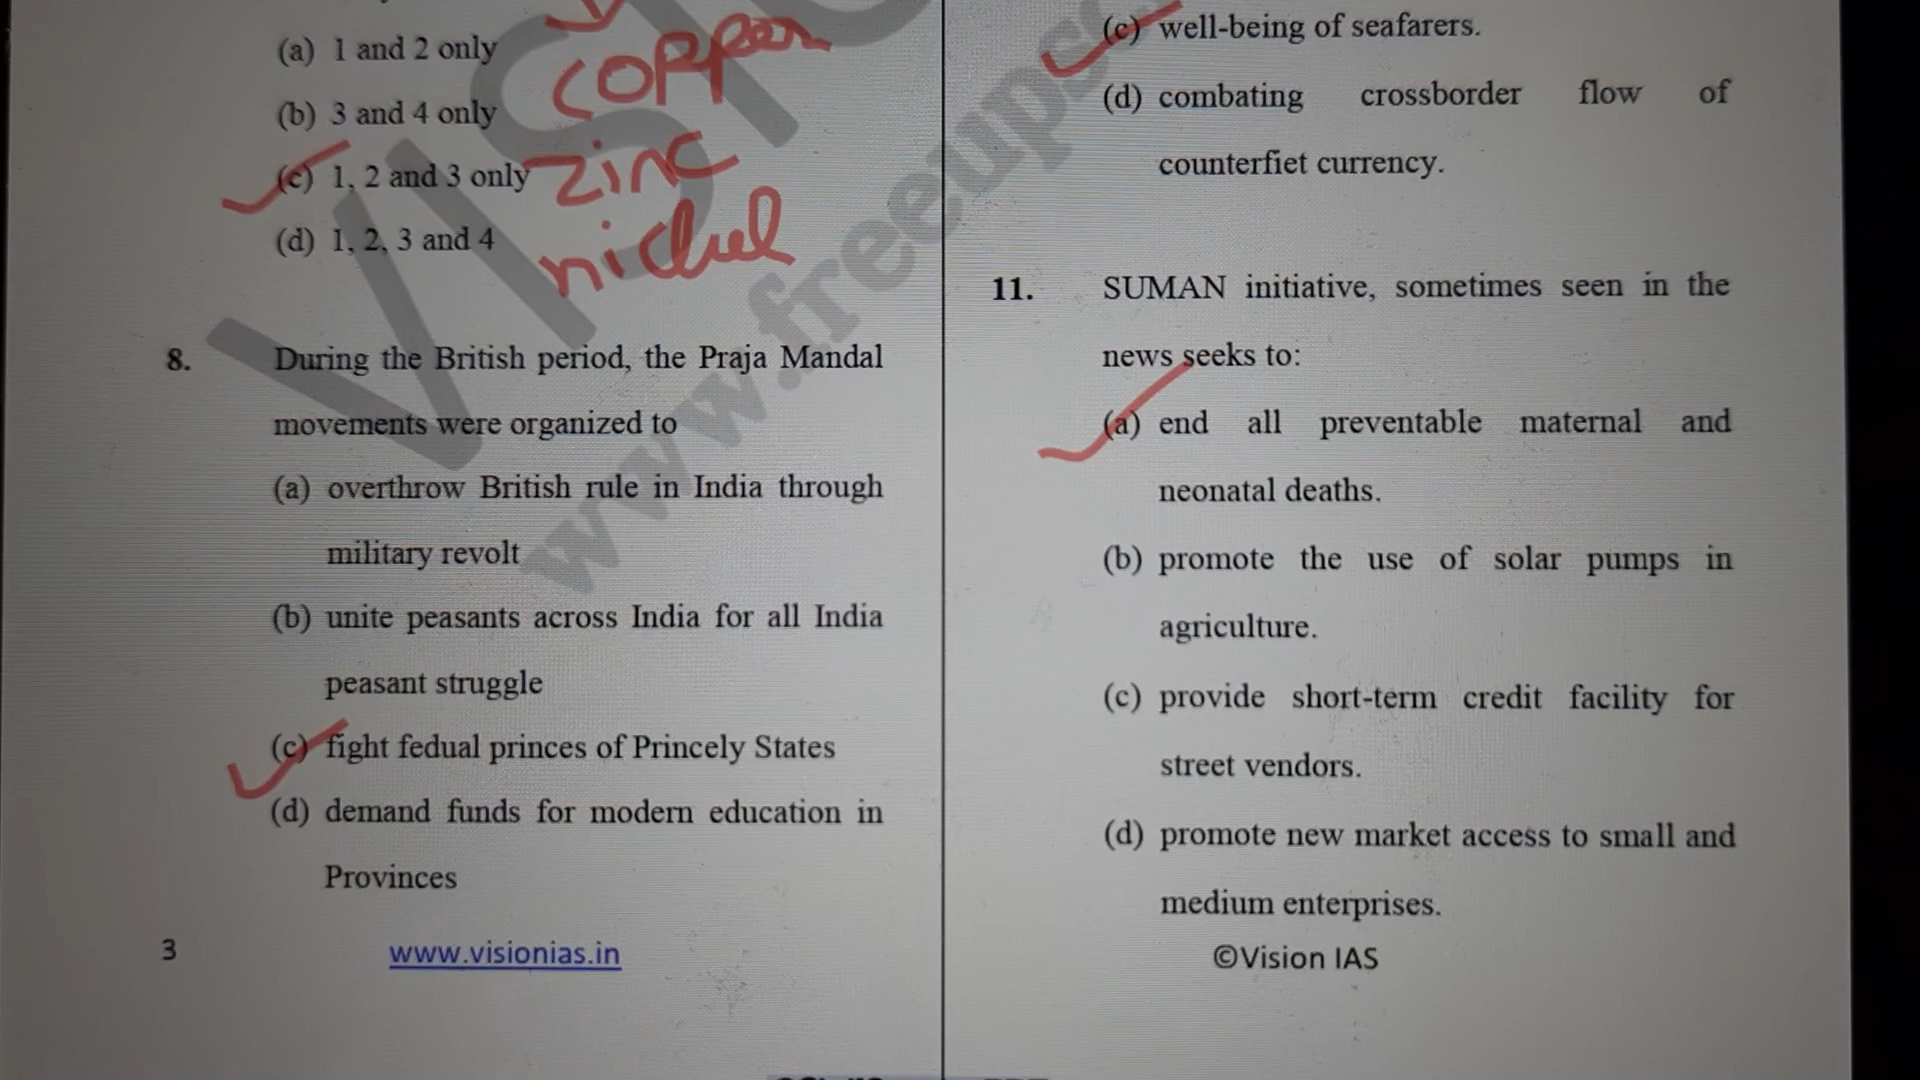 (a) 1 and 2 only
(b) 3 and 4 only
(c) 1, 2 and 3 only
(d) 1, 2, 3 and 4
copper
zinc
nickel
8. During the British period, the Praja Mandal
movements were organized to
(a) overthrow British rule in India through
military revolt
(b) unite peasants across India for all India
peasant struggle
(c) fight fedual princes of Princely States
(d) demand funds for modern education in
Provinces
3 www.visionias.in
(c) well-being of seafarers.
(d) combating crossborder flow of
counterfiet currency.
11. SUMAN initiative, sometimes seen in the
news seeks to:
(a) end all preventable maternal and
neonatal deaths.
(b) promote the use of solar pumps in
agriculture.
(c) provide short-term credit facility for
street vendors.
(d) promote new market access to small and
medium enterprises.
©Vision IAS
www.freeups